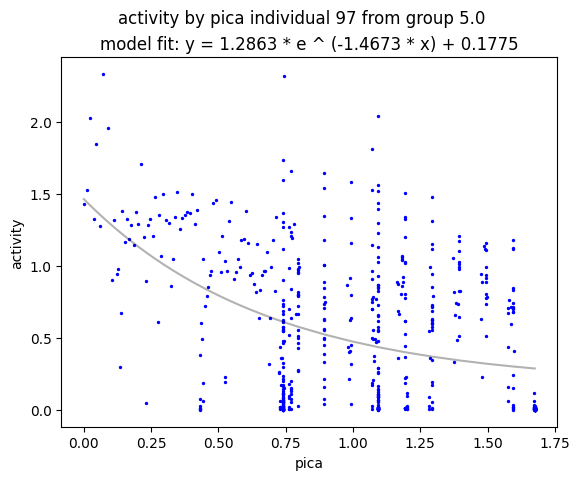 activity by pica individual 97 from group 5.0
model fit: y = 1.2863 * e ^ (-1.4673 * x) + 0.1775
activity
2.0
1.5
1.0
0.5
0.0
0.00 0.25 0.50 0.75 1.00 1.25 1.50 1.75
pica